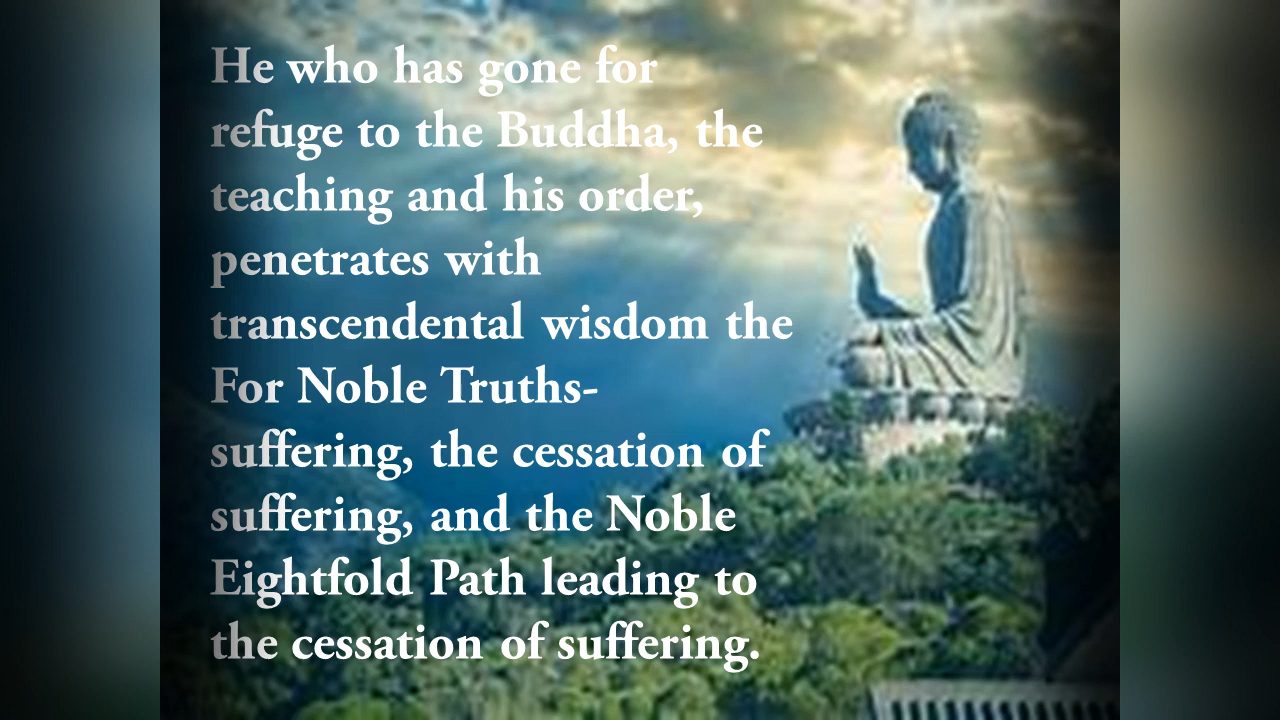 He who has gone for
refuge to the Buddha, the
teaching and his order,
penetrates with
transcendental wisdom the
For Noble Truths-
suffering, the cessation of
suffering, and the Noble
Eightfold Path leading to
the cessation of suffering.